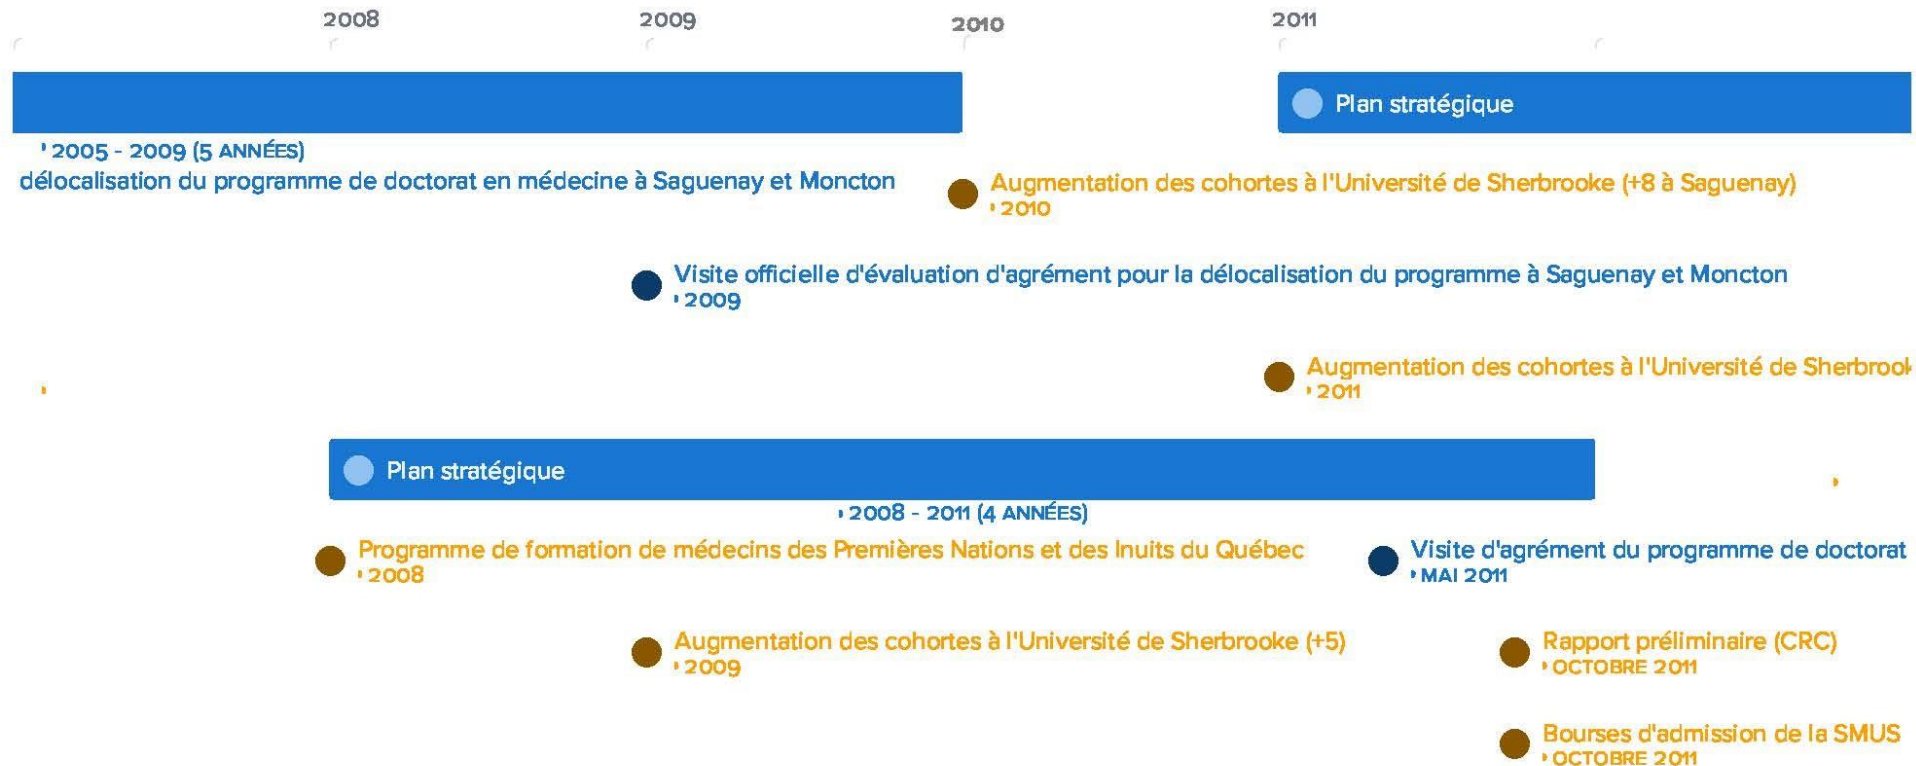 2008
2009
2010
2011
Plan stratégique
2005 - 2009 (5 ANNÉES)
délocalisation du programme de doctorat en médecine à Saguenay et Moncton
Augmentation des cohortes à l'Université de Sherbrooke (+8 à Saguenay)
2010
Visite officielle d'évaluation d'agrément pour la délocalisation du programme à Saguenay et Moncton
2009
Augmentation des cohortes à l'Université de Sherbrook
2011
Plan stratégique
2008 - 2011 (4 ANNÉES)
Programme de formation de médecins des Premières Nations et des Inuits du Québec
2008
Visite d'agrément du programme de doctorat
MAI 2011
Augmentation des cohortes à l'Université de Sherbrooke (+5)
2009
Rapport préliminaire (CRC)
OCTOBRE 2011
Bourses d'admission de la SMUS
OCTOBRE 2011